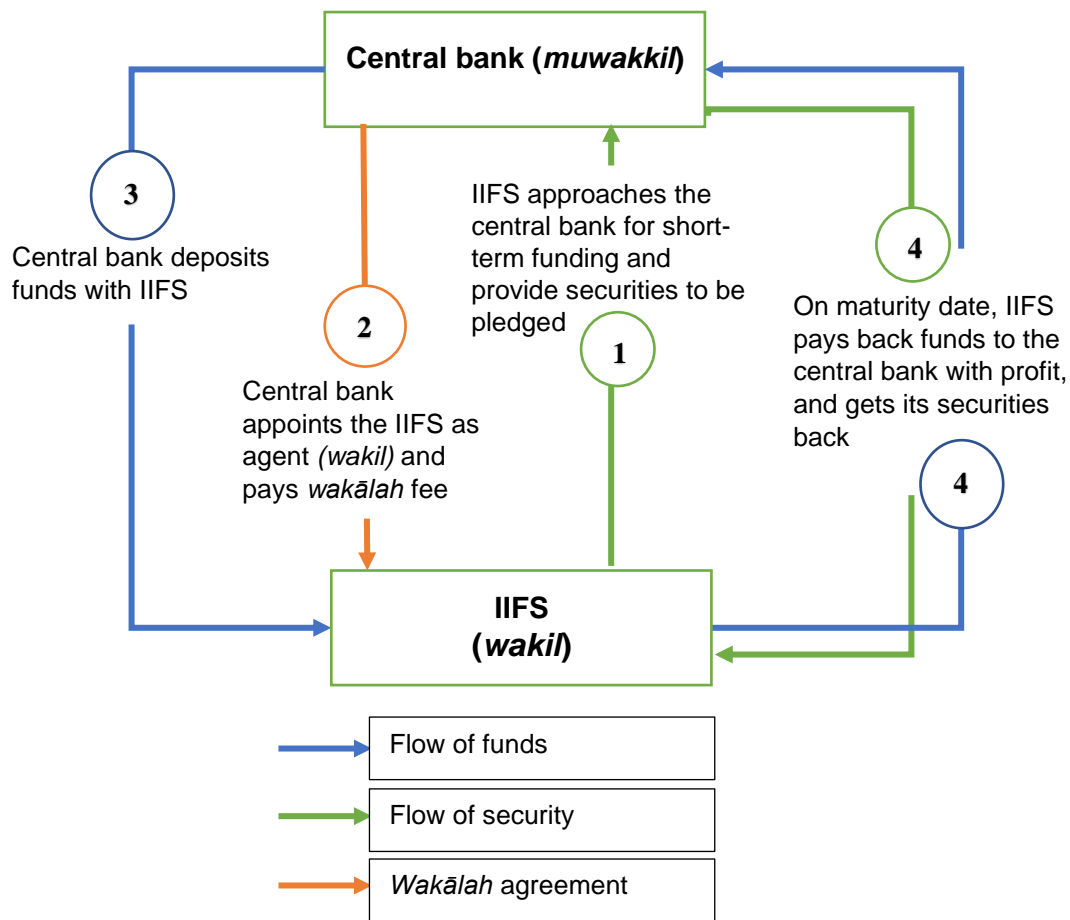 Central bank (muwakkil)
3
Central bank deposits
funds with IIFS
2
Central bank
appoints the IIFS as
agent (wakil) and
pays wakālah fee
IIFS approaches the
central bank for short-
term funding and
provide securities to be
pledged
1
4
On maturity date, IIFS
pays back funds to the
central bank with profit,
and gets its securities
back
4
IIFS
(wakil)
Flow of funds
Flow of security
Wakālah agreement